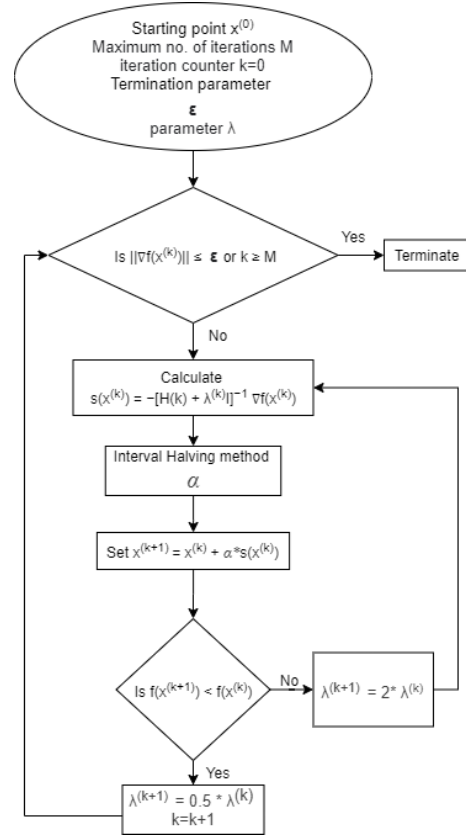 Starting point x⁽⁰⁾
Maximum no. of iterations M
iteration counter k=0
Termination parameter
ε
parameter λ
Is ||∇f(x⁽ᵏ⁾)|| ≤ ε or k ≥ M
Yes
Terminate
No
Calculate
s(x⁽ᵏ⁾) = −[H(k) + λ⁽ᵏ⁾I]⁻¹ ∇f(x⁽ᵏ⁾)
Interval Halving method
α
Set x⁽ᵏ⁺¹⁾ = x⁽ᵏ⁾ + α*s(x⁽ᵏ⁾)
Is f(x⁽ᵏ⁺¹⁾) < f(x⁽ᵏ⁾)
No
λ⁽ᵏ⁺¹⁾ = 2* λ⁽ᵏ⁾
Yes
λ⁽ᵏ⁺¹⁾ = 0.5 * λ⁽ᵏ⁾
k=k+1